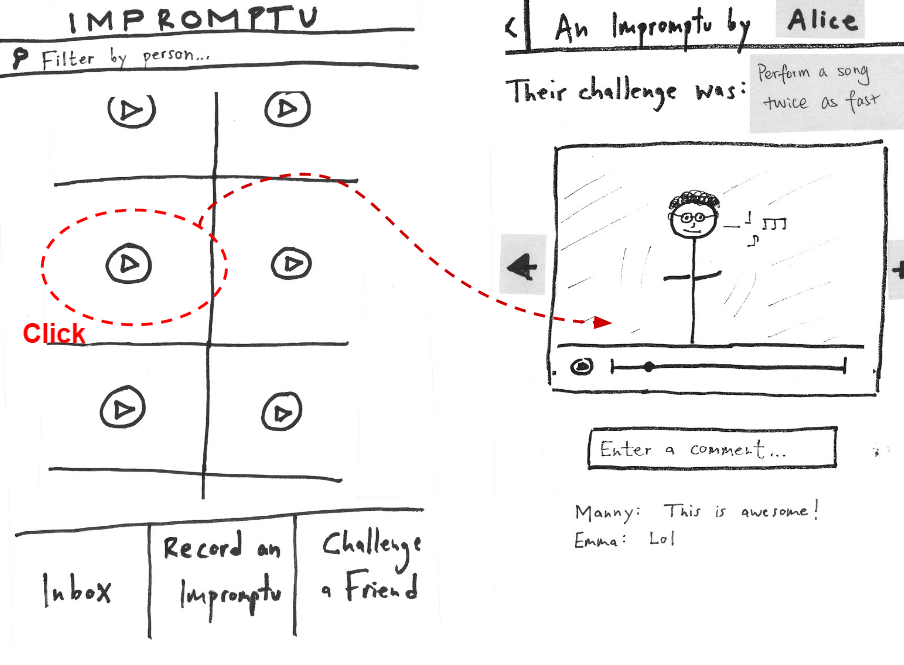 IMPROMPTU
Filter by person...
Click
Inbox
Record an
Impromptu
Challenge
a Friend
< An Impromptu by Alice
Their challenge was:
Perform a song
twice as fast
Enter a comment...
Manny: This is awesome!
Emma: Lol